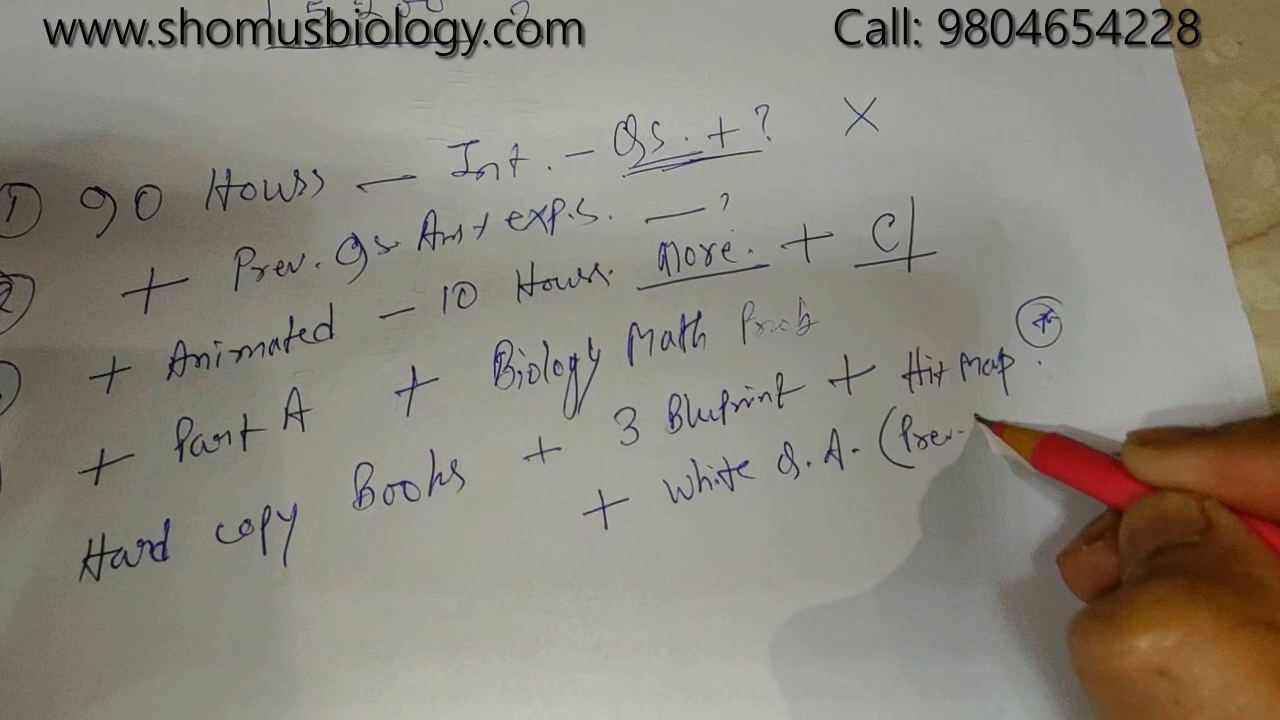 www.shomusbiology.com Call: 9804654228
1) 90 Hours - Int. - Qs. + ? X
2) + Prev. Qs Ans + exp.s. - ?
+ Animated - 10 Hours. More. +
+ Part A + Biology Math Prob
Hard copy Books + 3 Blueprint + Hit Map.
+ White Q.A. (Prev.